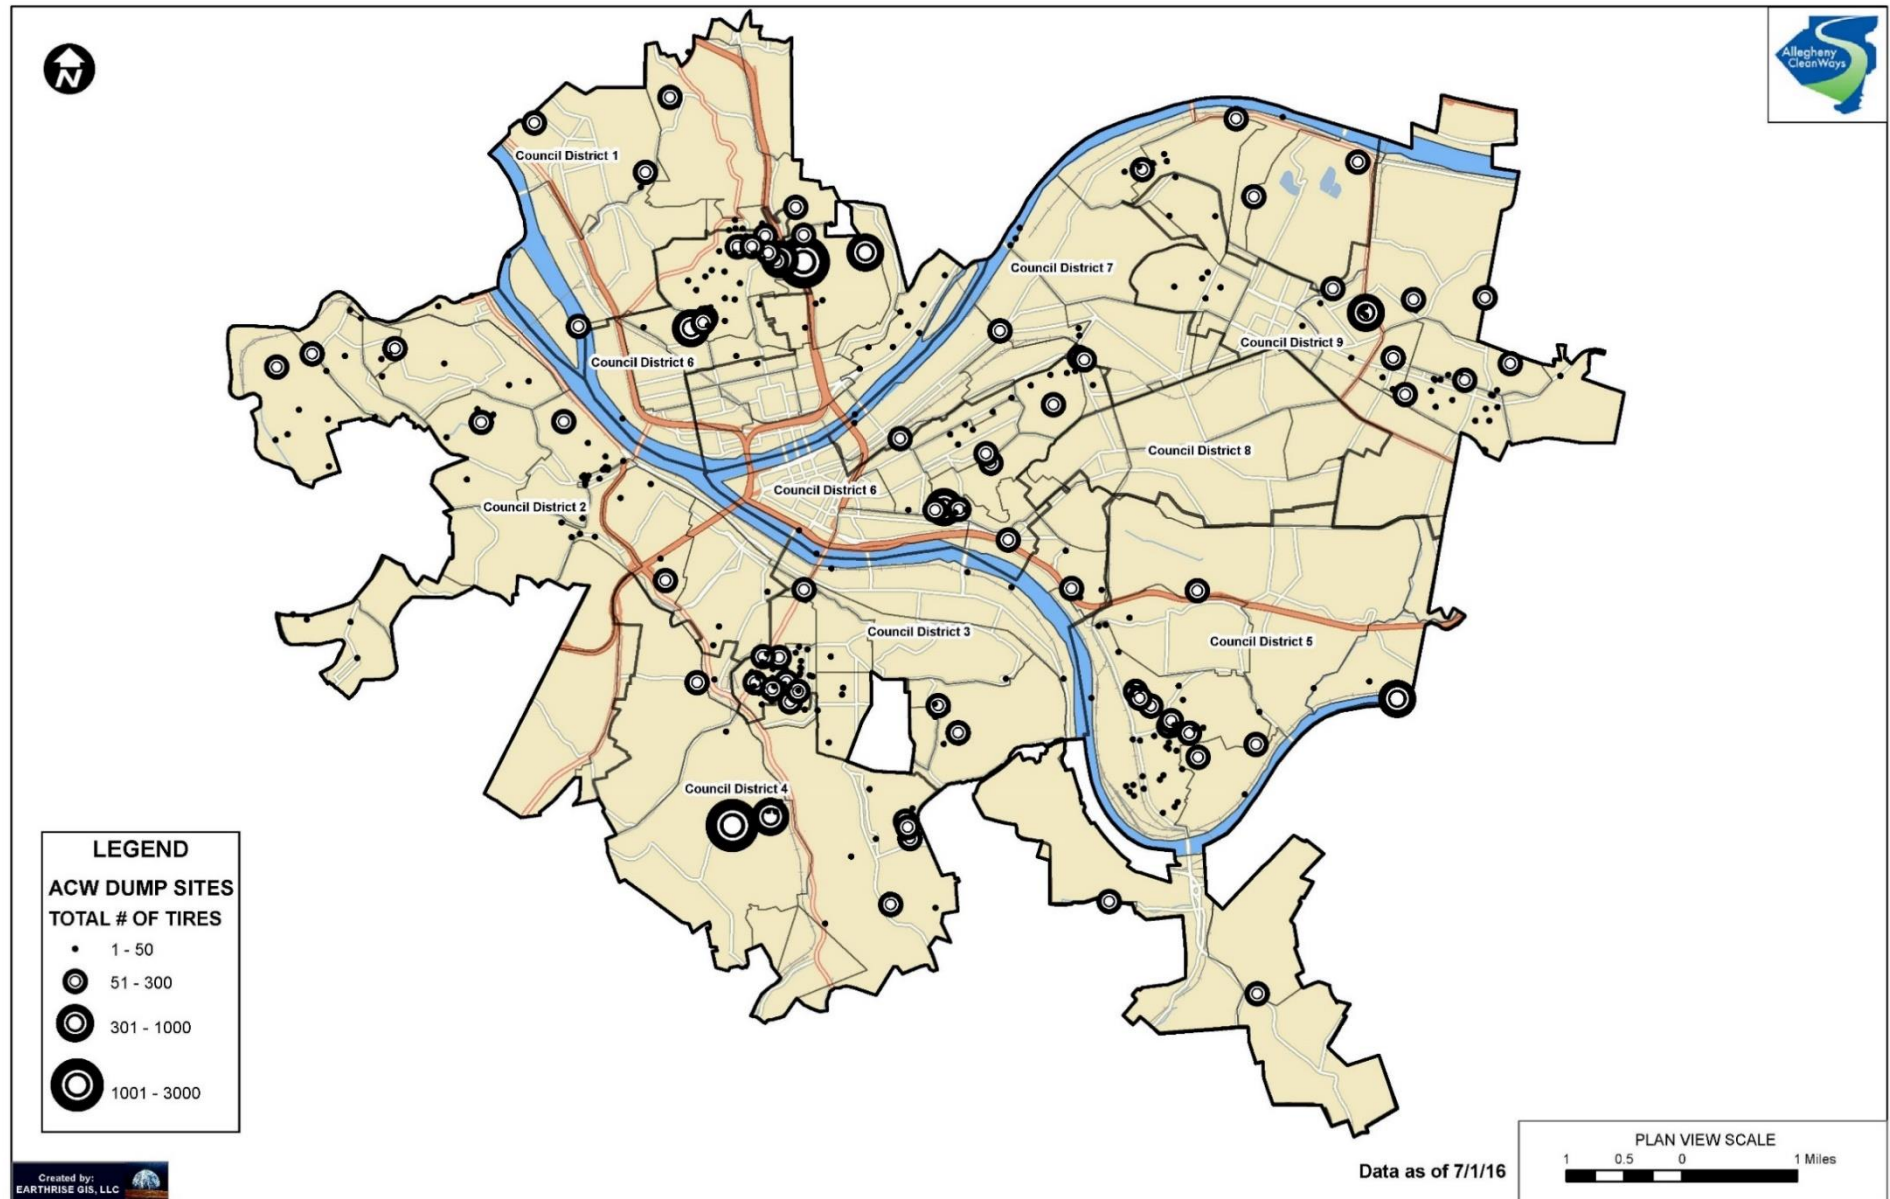 N
Allegheny
CleanWays
Council District 1
Council District 7
Council District 9
Council District 6
Council District 8
Council District 6
Council District 2
Council District 3
Council District 5
Council District 4
LEGEND
ACW DUMP SITES
TOTAL # OF TIRES
1 - 50
51 - 300
301 - 1000
1001 - 3000
Created by:
EARTHRISE GIS, LLC
Data as of 7/1/16
PLAN VIEW SCALE
1 0.5 0 1 Miles